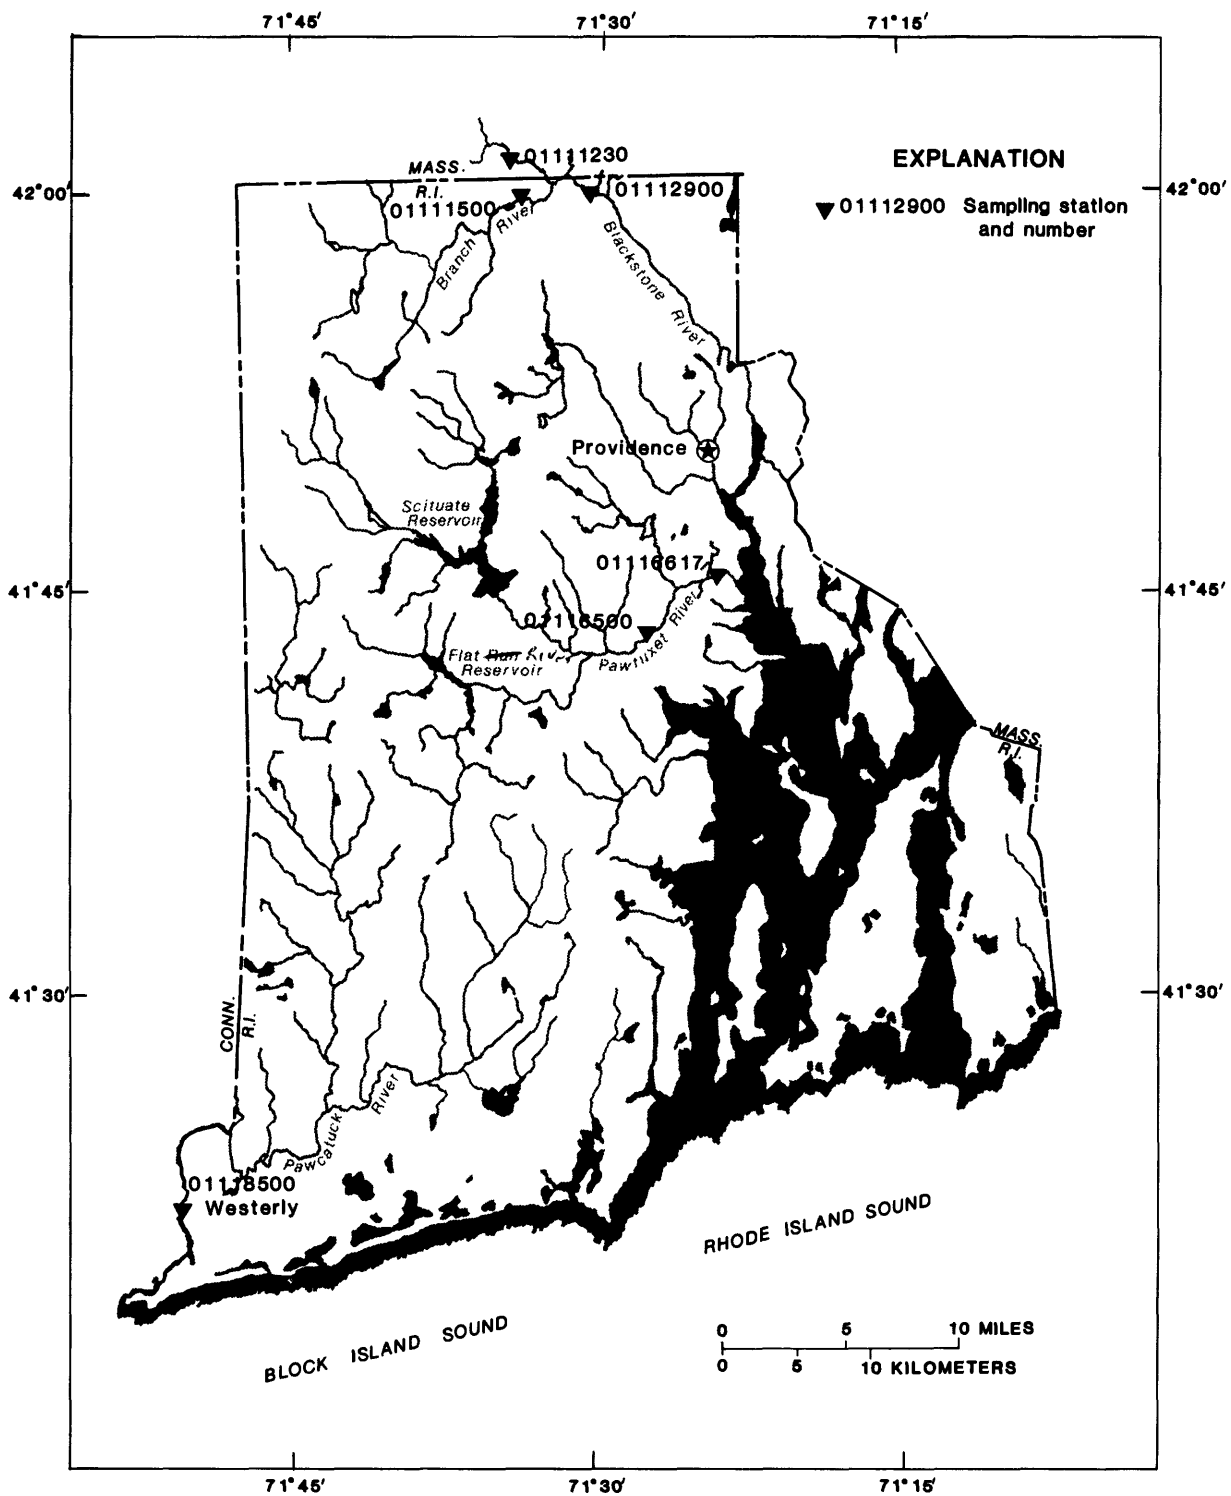 71°45′ 71°30′ 71°15′
MASS.
R.I.
01111230
EXPLANATION
42°00′ 42°00′
01111500
01112900
01112900 Sampling station
and number
Branch River
Blackstone River
Providence
Scituate
Reservoir
01116617
41°45′ 41°45′
01116500
Pawtuxet River
Flat Run River
Reservoir
MASS.
R.I.
41°30′ 41°30′
CONN.
R.I.
Pawcatuck River
01118500
Westerly
RHODE ISLAND SOUND
BLOCK ISLAND SOUND
0 5 10 MILES
0 5 10 KILOMETERS
71°45′ 71°30′ 71°15′